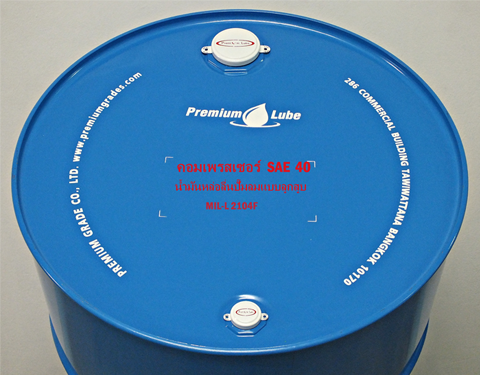 Premium Lube
คอมเพรสเซอร์ SAE 40
น้ำมันหล่อลื่นปั๊มลมแบบลูกสูบ
MIL-L 2104F
PREMIUM GRADE CO., LTD. www.premiumgrades.com
286 COMMERCIAL BUILDING TAWIWATTANA BANGKOK 10170